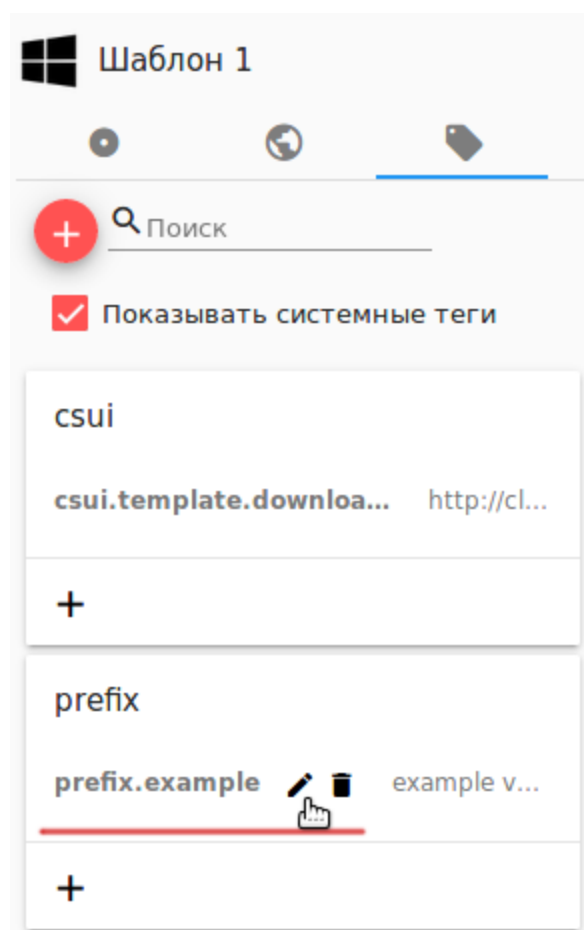 Шаблон 1
Поиск
Показывать системные теги
csui
csui.template.downloa... http://cl...
prefix
prefix.example example v...